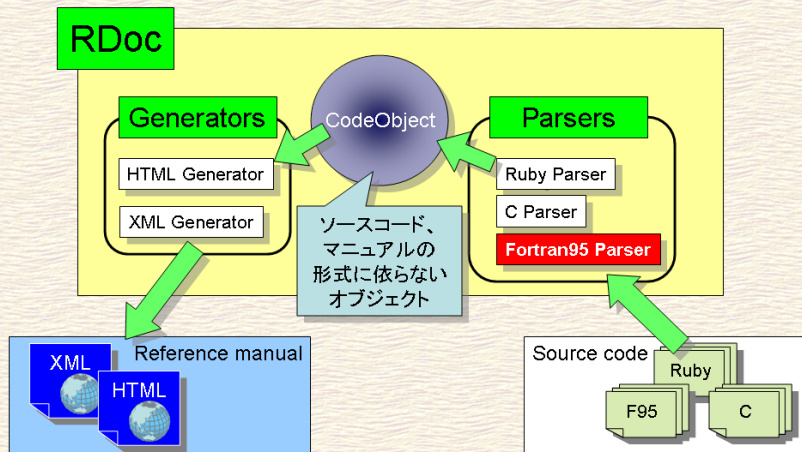 RDoc
Generators
CodeObject
Parsers
HTML Generator
XML Generator
Ruby Parser
C Parser
Fortran95 Parser
ソースコード、
マニュアルの
形式に依らない
オブジェクト
Reference manual
XML
HTML
Source code
Ruby
F95
C